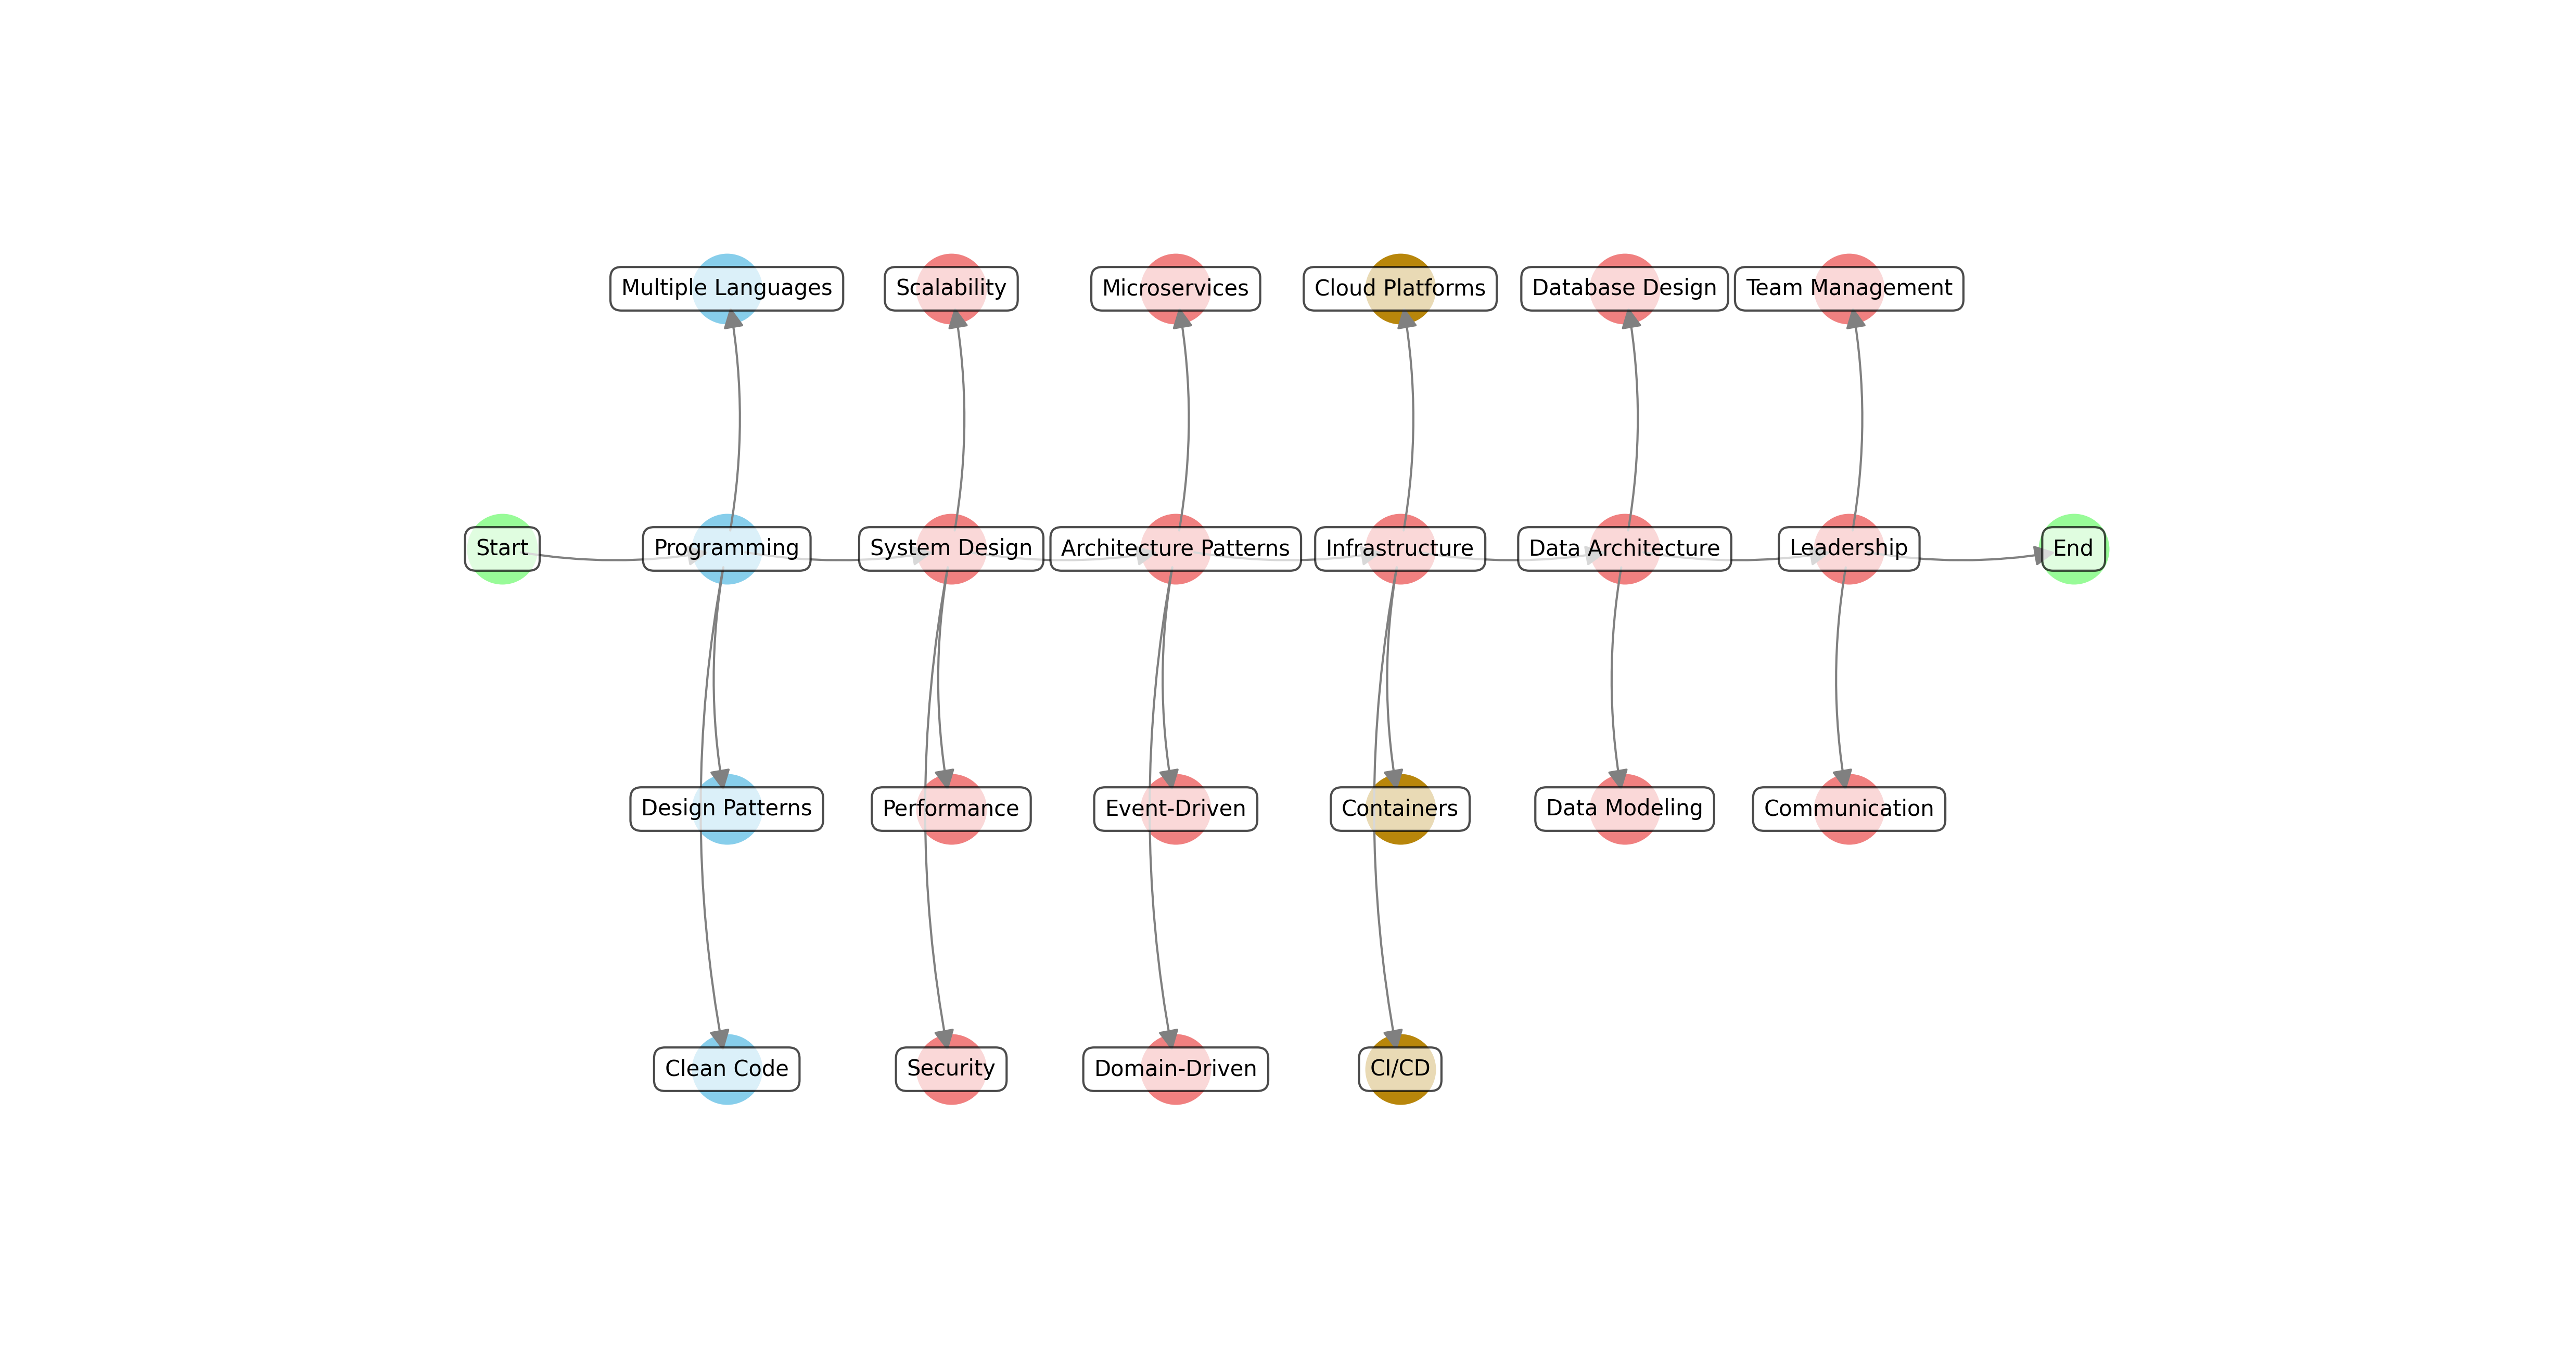 Multiple Languages
Scalability
Microservices
Cloud Platforms
Database Design
Team Management
Start
Programming
System Design
Architecture Patterns
Infrastructure
Data Architecture
Leadership
End
Design Patterns
Performance
Event-Driven
Containers
Data Modeling
Communication
Clean Code
Security
Domain-Driven
CI/CD